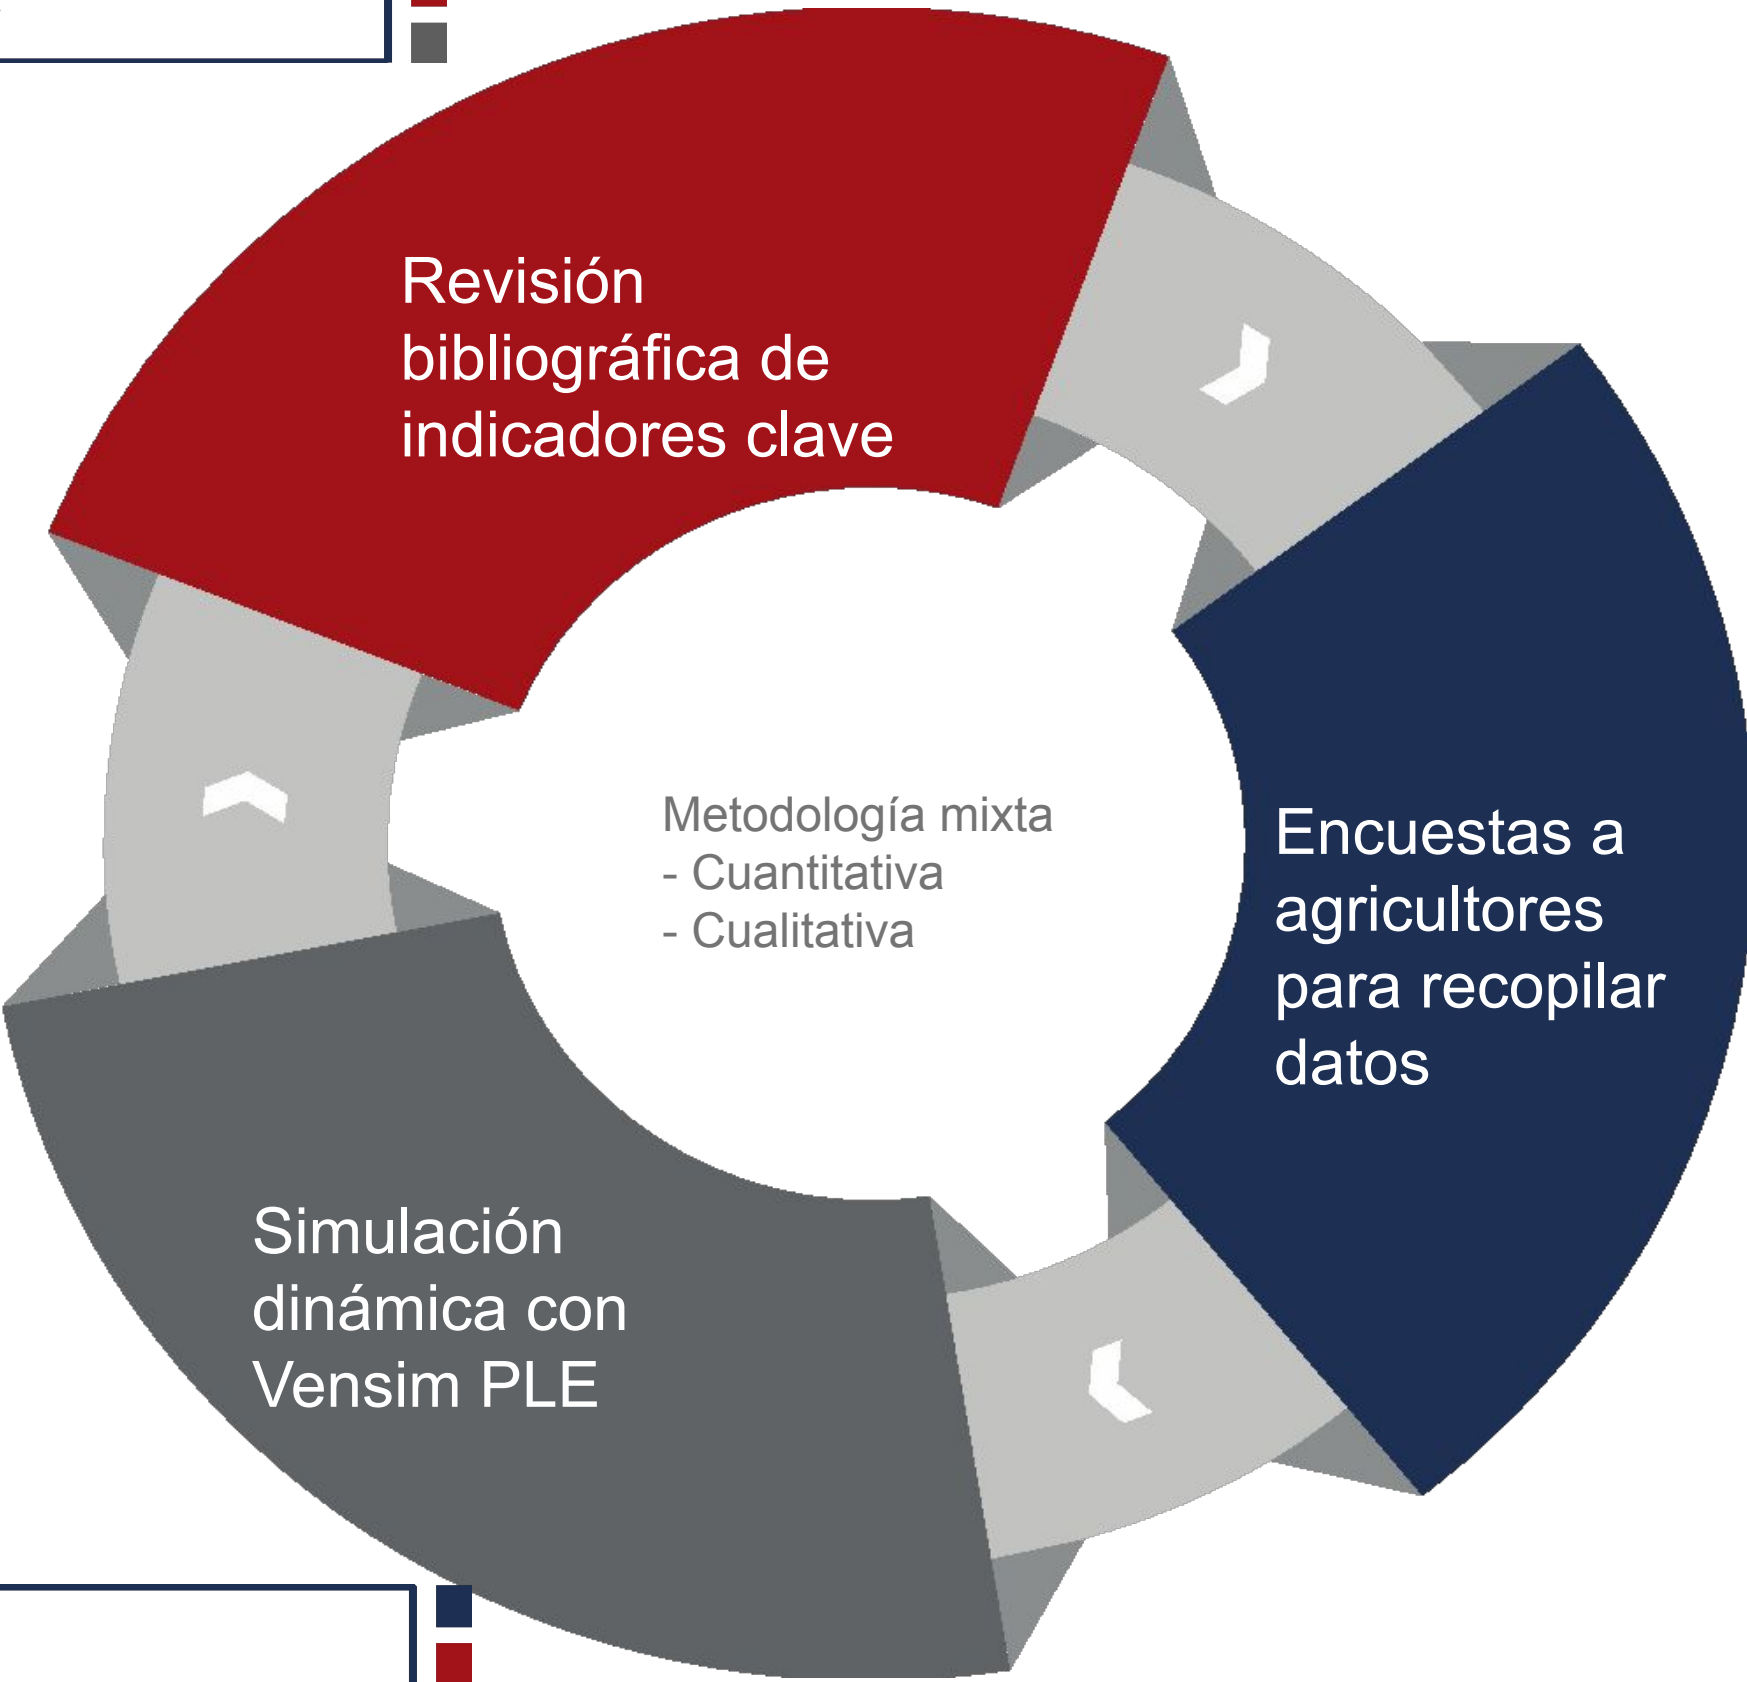 Revisión
bibliográfica de
indicadores clave
Metodología mixta
- Cuantitativa
- Cualitativa
Encuestas a
agricultores
para recopilar
datos
Simulación
dinámica con
Vensim PLE